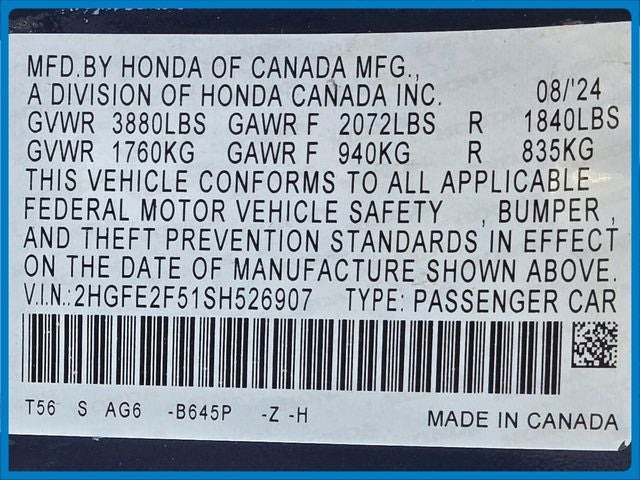 MFD.BY HONDA OF CANADA MFG.,
A DIVISION OF HONDA CANADA INC. 08/'24
GVWR 3880LBS GAWR F 2072LBS R 1840LBS
GVWR 1760KG GAWR F 940KG R 835KG
THIS VEHICLE CONFORMS TO ALL APPLICABLE
FEDERAL MOTOR VEHICLE SAFETY , BUMPER ,
AND THEFT PREVENTION STANDARDS IN EFFECT
ON THE DATE OF MANUFACTURE SHOWN ABOVE.
V.I.N.:2HGFE2F51SH526907 TYPE: PASSENGER CAR
T56 S AG6 -B645P -Z -H
MADE IN CANADA